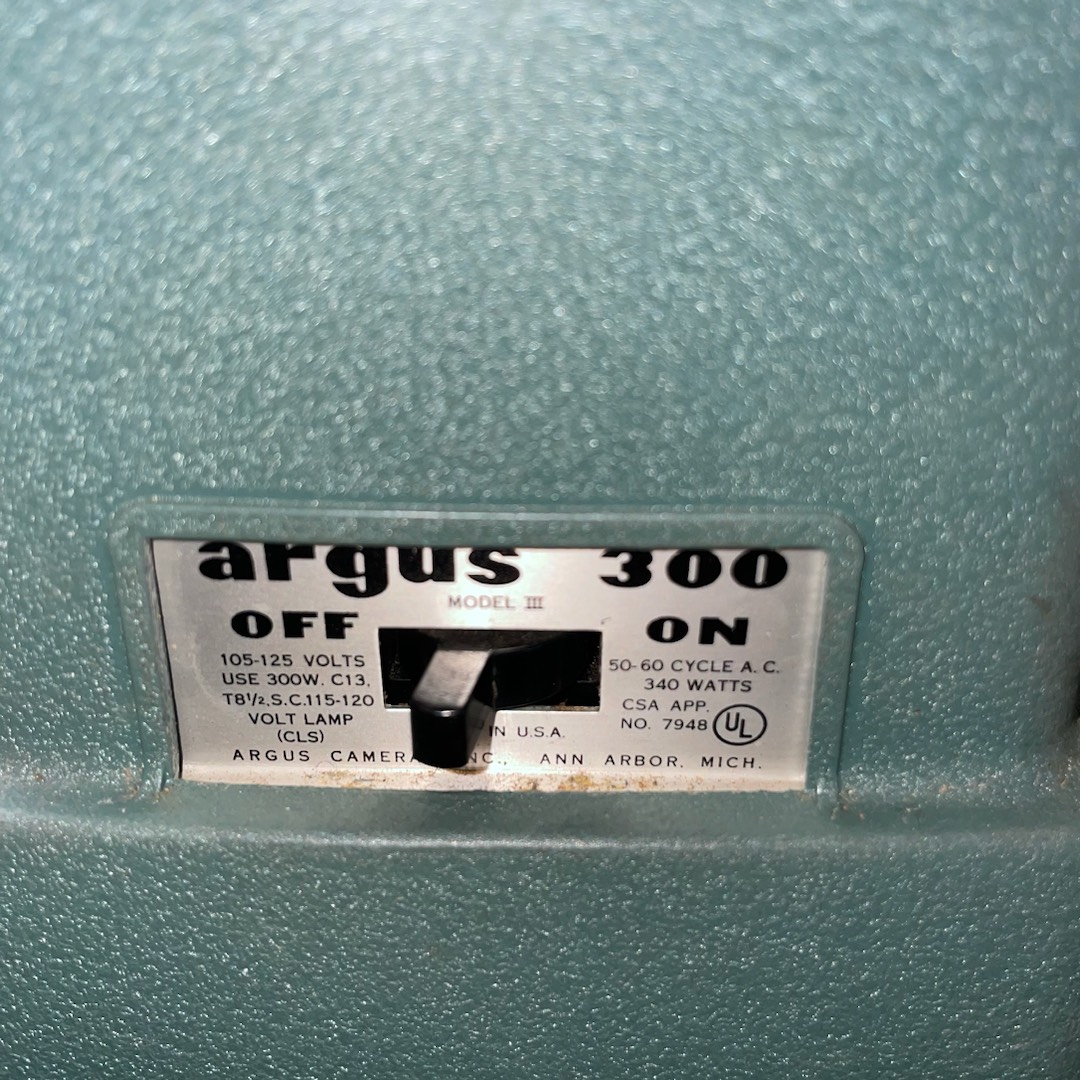 argus 300
MODEL III
OFF
ON
105-125 VOLTS
USE 300W. C13,
T8½,S.C.115-120
VOLT LAMP
(CLS)
50-60 CYCLE A. C.
340 WATTS
CSA APP.
NO. 7948
UL
IN U.S.A.
ARGUS CAMERA INC., ANN ARBOR, MICH.